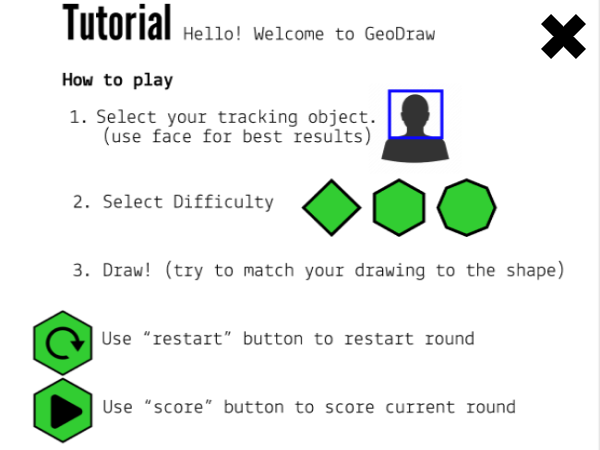 Tutorial Hello! Welcome to GeoDraw
How to play
1. Select your tracking object.
(use face for best results)
2. Select Difficulty
3. Draw! (try to match your drawing to the shape)
Use “restart” button to restart round
Use “score” button to score current round